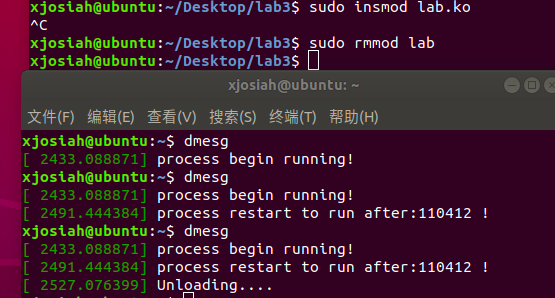 xjosiah@ubuntu:~/Desktop/lab3$ sudo insmod lab.ko
^C
xjosiah@ubuntu:~/Desktop/lab3$ sudo rmmod lab
xjosiah@ubuntu:~/Desktop/lab3$
xjosiah@ubuntu: ~
文件(F) 编辑(E) 查看(V) 搜索(S) 终端(T) 帮助(H)
xjosiah@ubuntu:~$ dmesg
[ 2433.088871] process begin running!
xjosiah@ubuntu:~$ dmesg
[ 2433.088871] process begin running!
[ 2491.444384] process restart to run after:110412 !
xjosiah@ubuntu:~$ dmesg
[ 2433.088871] process begin running!
[ 2491.444384] process restart to run after:110412 !
[ 2527.076399] Unloading....